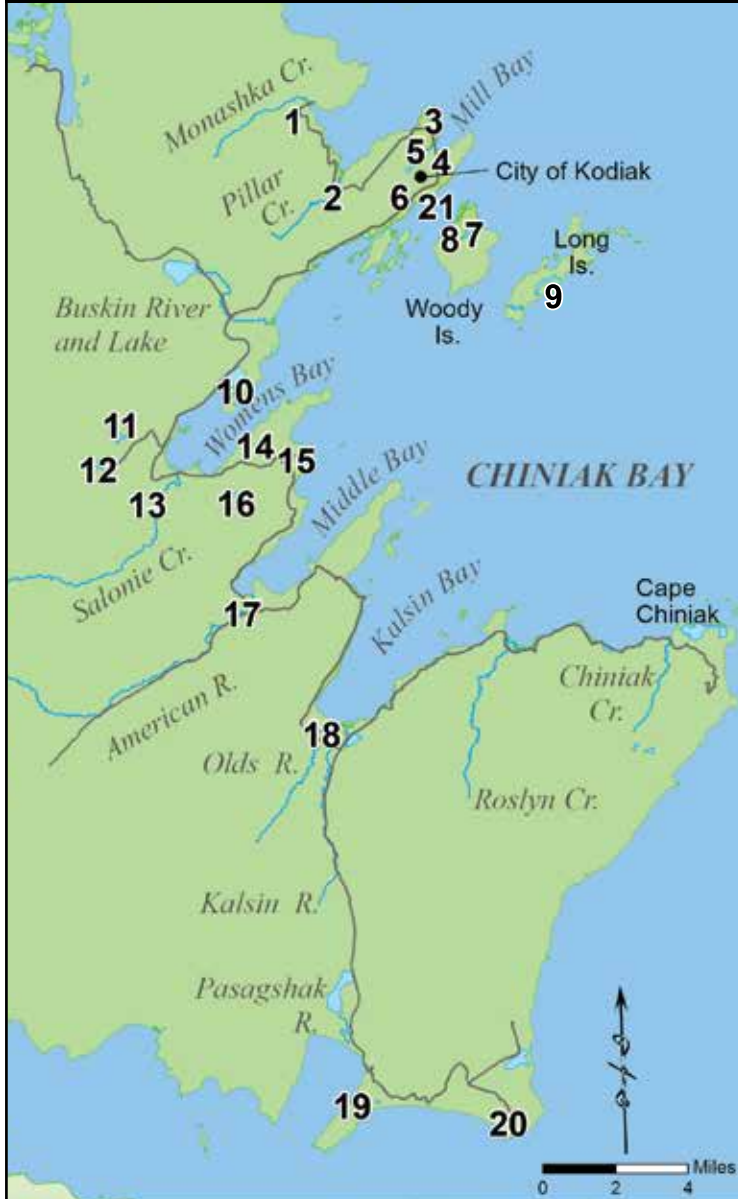 Monashka Cr.
1
3
Mill Bay
5
4
City of Kodiak
Pillar
Cr.
2
6
21
8
7
Long
Is.
9
Woody
Is.
Buskin River
and Lake
10
Womens Bay
11
12
14
15
13
16
Middle Bay
CHINIAK BAY
Salonie Cr.
17
Kalsin Bay
Cape
Chiniak
American R.
Chiniak
Cr.
18
Olds R.
Roslyn Cr.
Kalsin R.
Pasagshak
R.
19
20
Miles
0 2 4